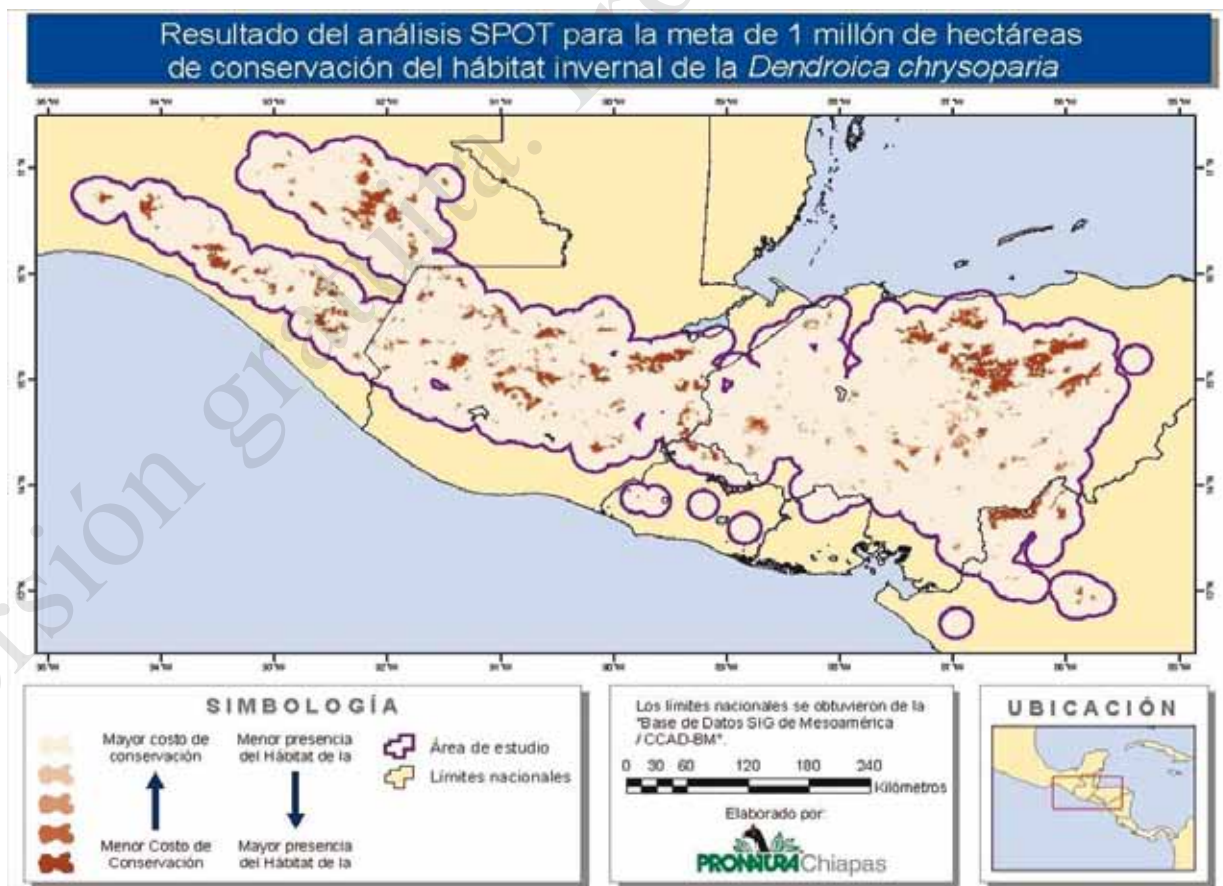 Resultado del análisis SPOT para la meta de 1 millón de hectáreas
de conservación del hábitat invernal de la Dendroica chrysoparia
SIMBOLOGÍA
Mayor costo de
conservación
Menor presencia
del Hábitat de la
Menor Costo de
Conservación
Mayor presencia
del Hábitat de la
Área de estudio
Límites nacionales
Los límites nacionales se obtuvieron de la
"Base de Datos SIG de Mesoamérica
/ CCAD-BM".
0 30 60 120 180 240
Kilómetros
Elaborado por:
PRONATURA Chiapas
UBICACIÓN
versión gratuita.